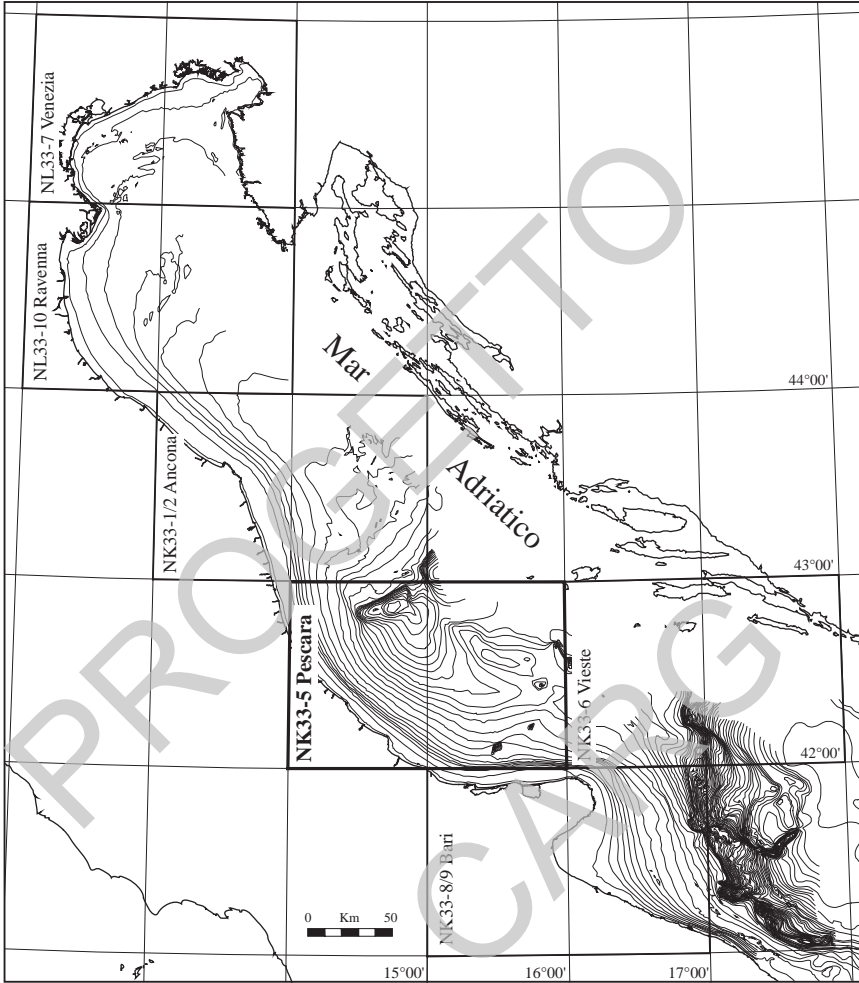 NL33-7 Venezia
NL33-10 Ravenna
Mar
44°00'
NK33-1/2 Ancona
Adriatico
43°00'
NK33-5 Pescara
NK33-6 Vieste
42°00'
NK33-8/9 Bari
0 Km 50
15°00' 16°00' 17°00'
PROGETTO
CARG